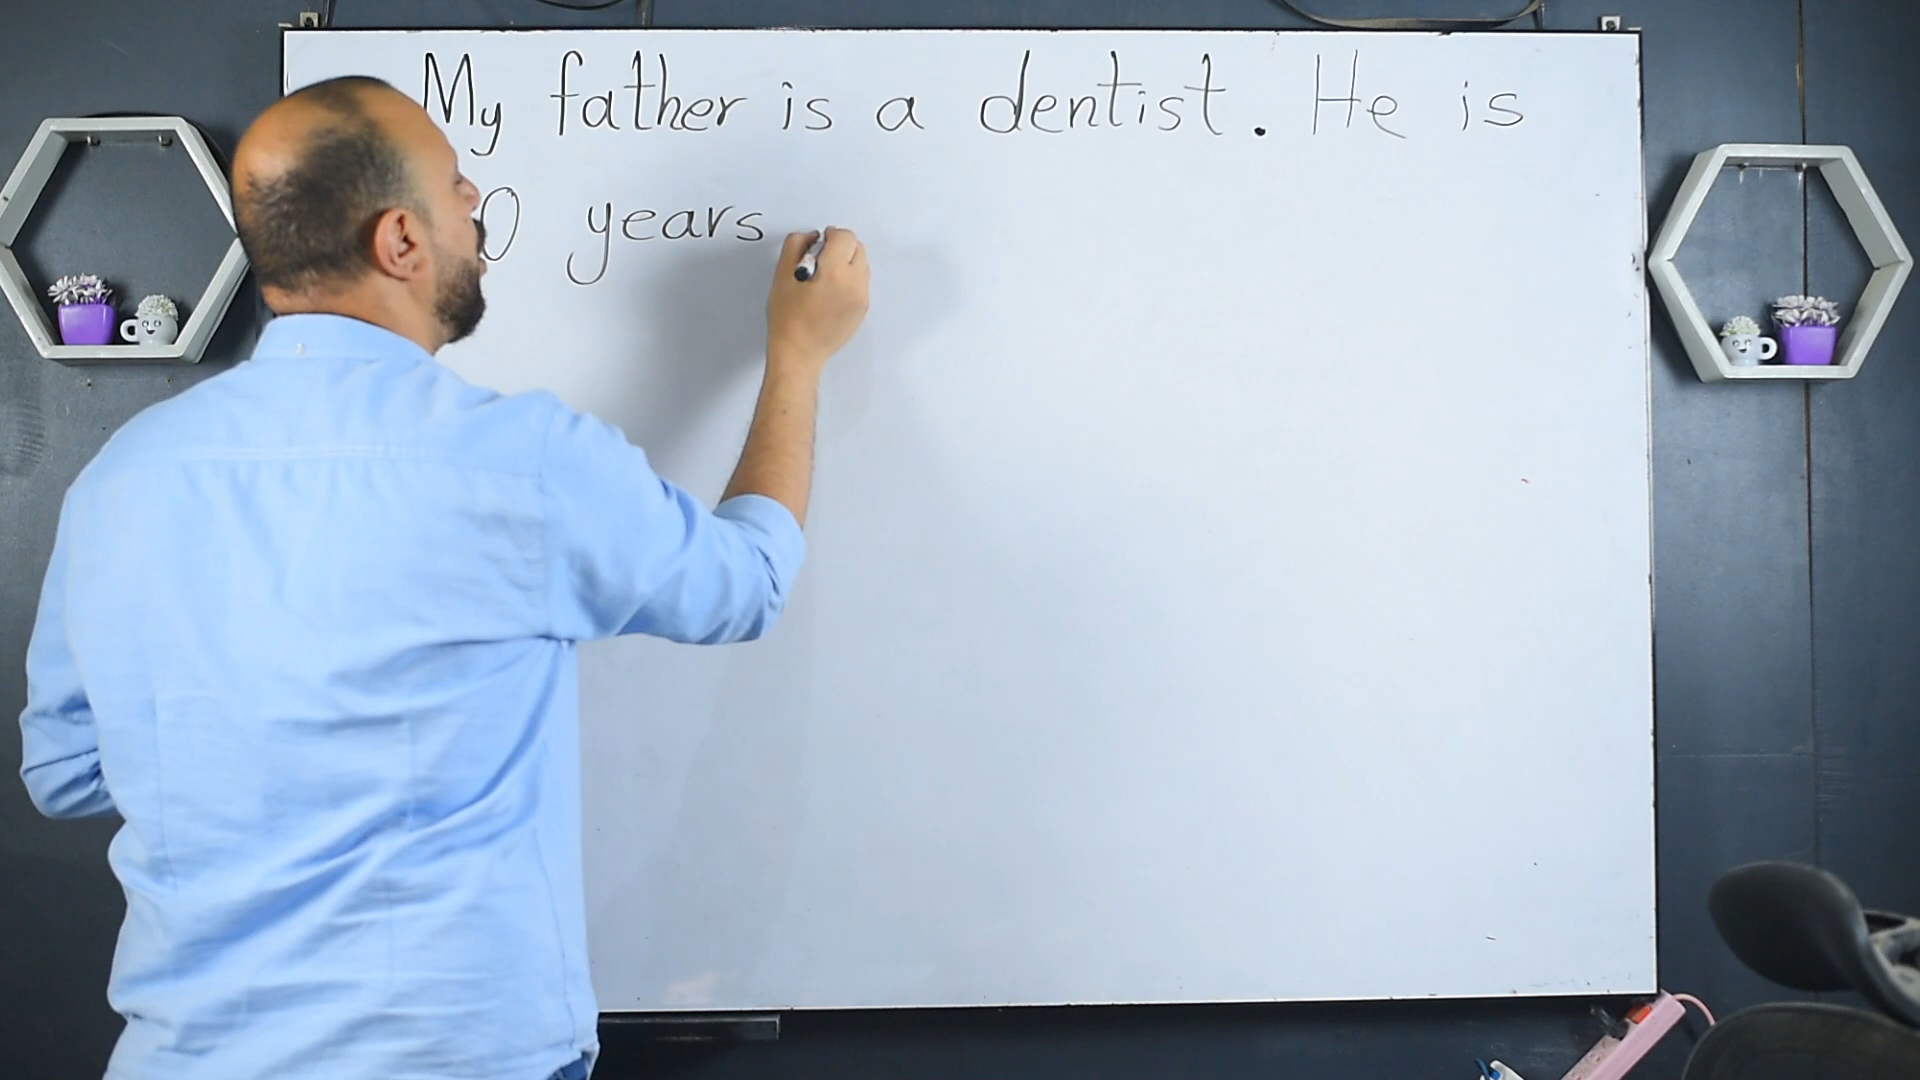 My father is a dentist. He is
years